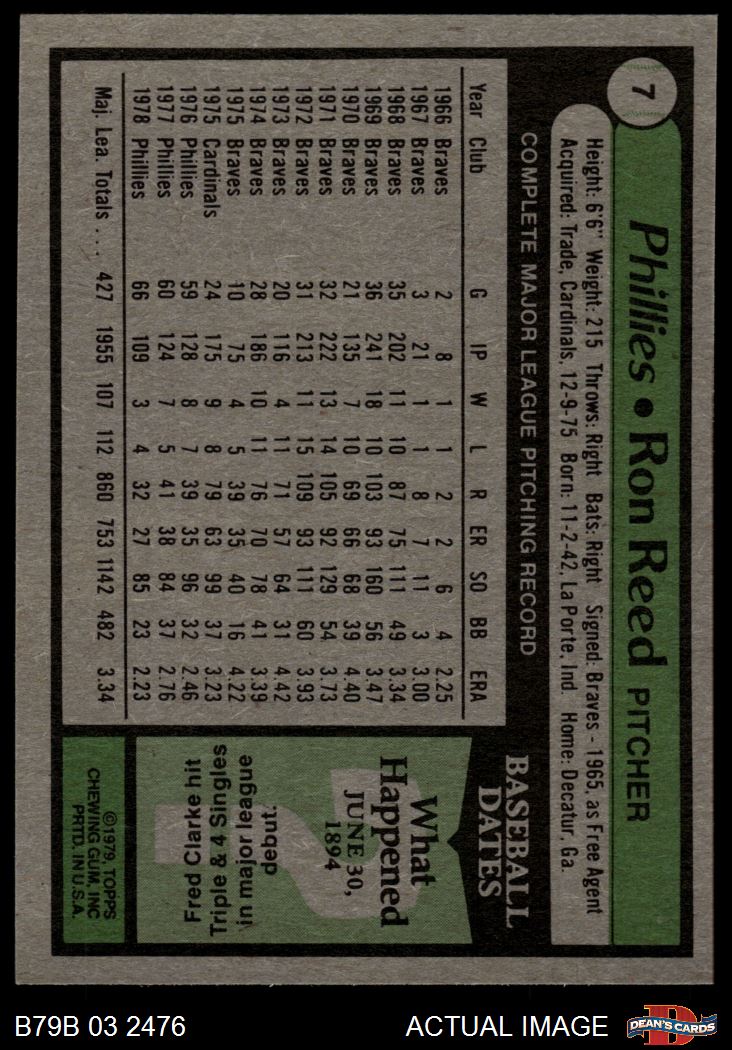 7
Phillies • Ron Reed PITCHER
Height: 6'6" Weight: 215 Throws: Right Bats: Right Signed: Braves - 1965, as Free Agent
Acquired: Trade, Cardinals, 12-9-75 Born: 11-2-42, La Porte, Ind. Home: Decatur, Ga.
COMPLETE MAJOR LEAGUE PITCHING RECORD
Year Club G IP W L R ER SO BB ERA
1966 Braves 2 8 1 1 2 2 6 4 2.25
1967 Braves 3 21 1 1 8 7 11 3 3.00
1968 Braves 35 202 11 10 87 75 111 49 3.34
1969 Braves 36 241 18 10 103 93 160 56 3.47
1970 Braves 21 135 7 10 69 66 68 39 4.40
1971 Braves 32 222 13 14 105 92 129 54 3.73
1972 Braves 31 213 11 15 109 93 111 60 3.93
1973 Braves 20 116 4 11 71 57 64 31 4.42
1974 Braves 28 186 10 11 76 70 78 41 3.39
1975 Braves 10 75 4 5 39 35 40 16 4.22
1975 Cardinals 24 175 9 8 79 63 99 37 3.23
1976 Phillies 59 128 8 7 39 35 96 32 2.46
1977 Phillies 60 124 7 5 41 38 84 37 2.76
1978 Phillies 66 109 3 4 32 27 85 23 2.23
Maj. Lea. Totals . . . 427 1955 107 112 860 753 1142 482 3.34
BASEBALL
DATES
What
Happened
JUNE 30,
1894
Fred Clarke hit
Triple & 4 Singles
in major league
debut.
©1979, TOPPS
CHEWING GUM, INC
PRTD. IN U.S.A.
B79B 03 2476 ACTUAL IMAGE DEAN'S CARDS